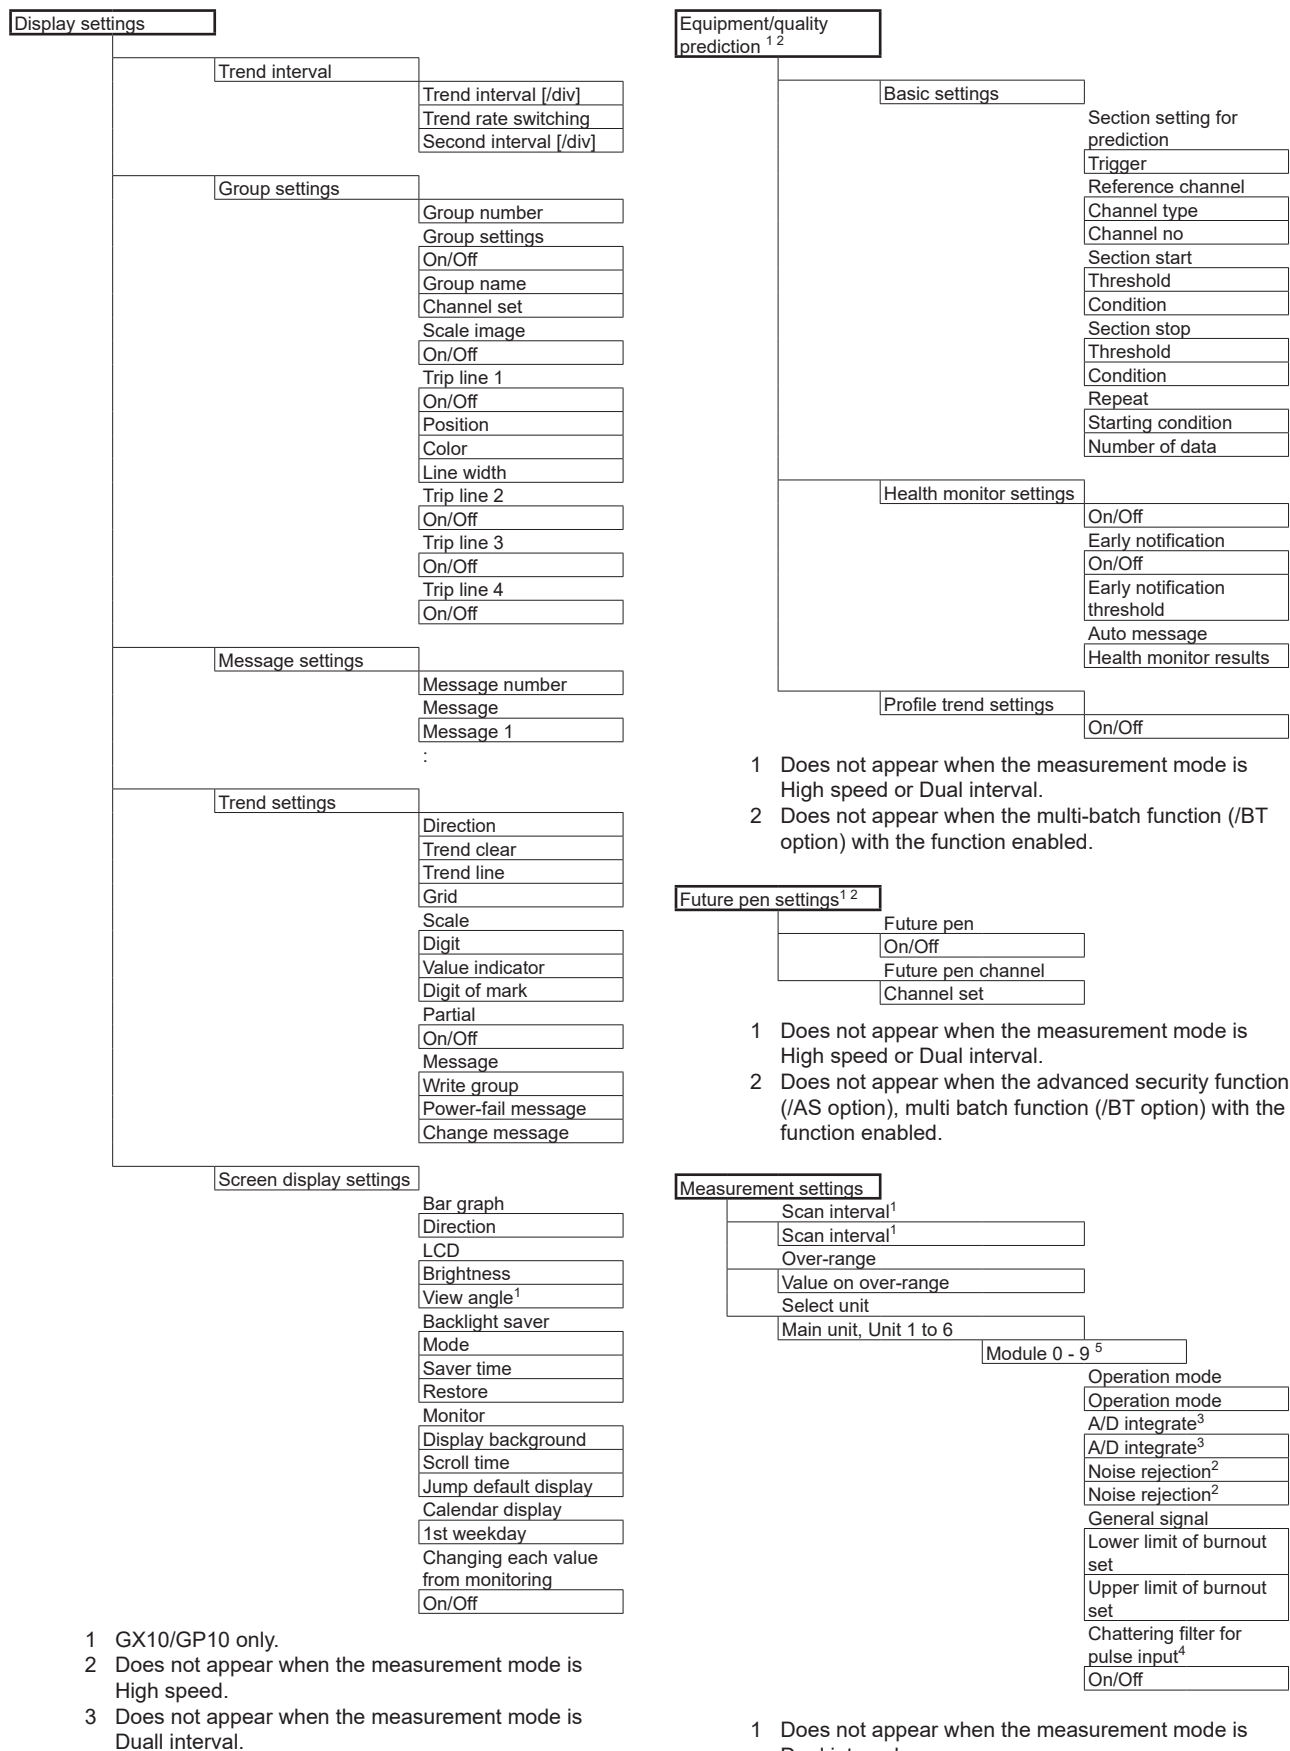 Display settings
Trend interval
Trend interval [/div]
Trend rate switching
Second interval [/div]
Group settings
Group number
Group settings
On/Off
Group name
Channel set
Scale image
On/Off
Trip line 1
On/Off
Position
Color
Line width
Trip line 2
On/Off
Trip line 3
On/Off
Trip line 4
On/Off
Message settings
Message number
Message
Message 1
:
Trend settings
Direction
Trend clear
Trend line
Grid
Scale
Digit
Value indicator
Digit of mark
Partial
On/Off
Message
Write group
Power-fail message
Change message
Screen display settings
Bar graph
Direction
LCD
Brightness
View angle1
Backlight saver
Mode
Saver time
Restore
Monitor
Display background
Scroll time
Jump default display
Calendar display
1st weekday
Changing each value
from monitoring
On/Off
1 GX10/GP10 only.
2 Does not appear when the measurement mode is
High speed.
3 Does not appear when the measurement mode is
Duall interval.
Equipment/quality
prediction 1 2
Basic settings
Section setting for
prediction
Trigger
Reference channel
Channel type
Channel no
Section start
Threshold
Condition
Section stop
Threshold
Condition
Repeat
Starting condition
Number of data
Health monitor settings
On/Off
Early notification
On/Off
Early notification
threshold
Auto message
Health monitor results
Profile trend settings
On/Off
1 Does not appear when the measurement mode is
High speed or Dual interval.
2 Does not appear when the multi-batch function (/BT
option) with the function enabled.
Future pen settings1 2
Future pen
On/Off
Future pen channel
Channel set
1 Does not appear when the measurement mode is
High speed or Dual interval.
2 Does not appear when the advanced security function
(/AS option), multi batch function (/BT option) with the
function enabled.
Measurement settings
Scan interval1
Scan interval1
Over-range
Value on over-range
Select unit
Main unit, Unit 1 to 6
Module 0 - 9 5
Operation mode
Operation mode
A/D integrate3
A/D integrate3
Noise rejection2
Noise rejection2
General signal
Lower limit of burnout
set
Upper limit of burnout
set
Chattering filter for
pulse input4
On/Off
1 Does not appear when the measurement mode is